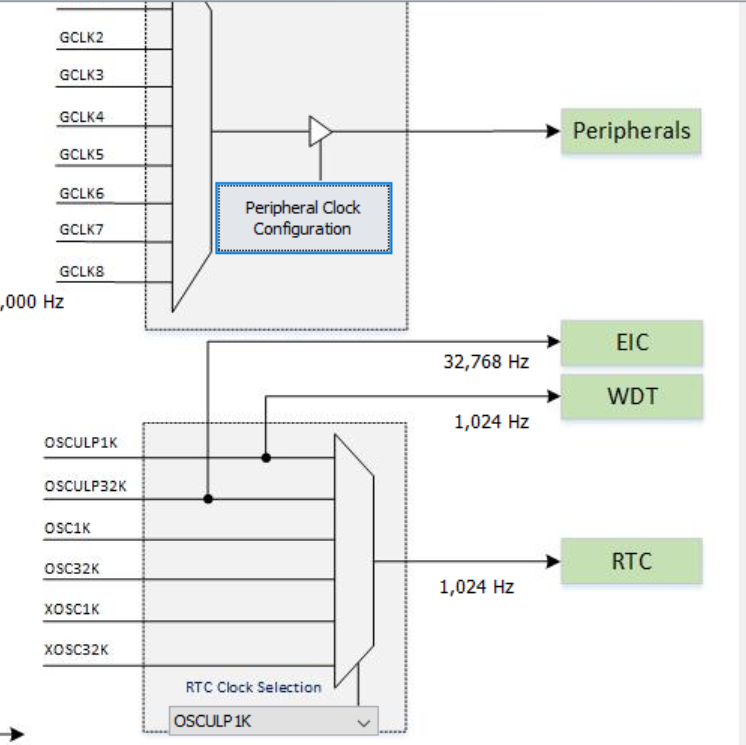 GCLK2
GCLK3
GCLK4
Peripherals
GCLK5
GCLK6
Peripheral Clock
Configuration
GCLK7
GCLK8
,000 Hz
EIC
32,768 Hz
WDT
1,024 Hz
OSCULP1K
OSCULP32K
OSC1K
OSC32K
RTC
1,024 Hz
XOSC1K
XOSC32K
RTC Clock Selection
OSCULP1K